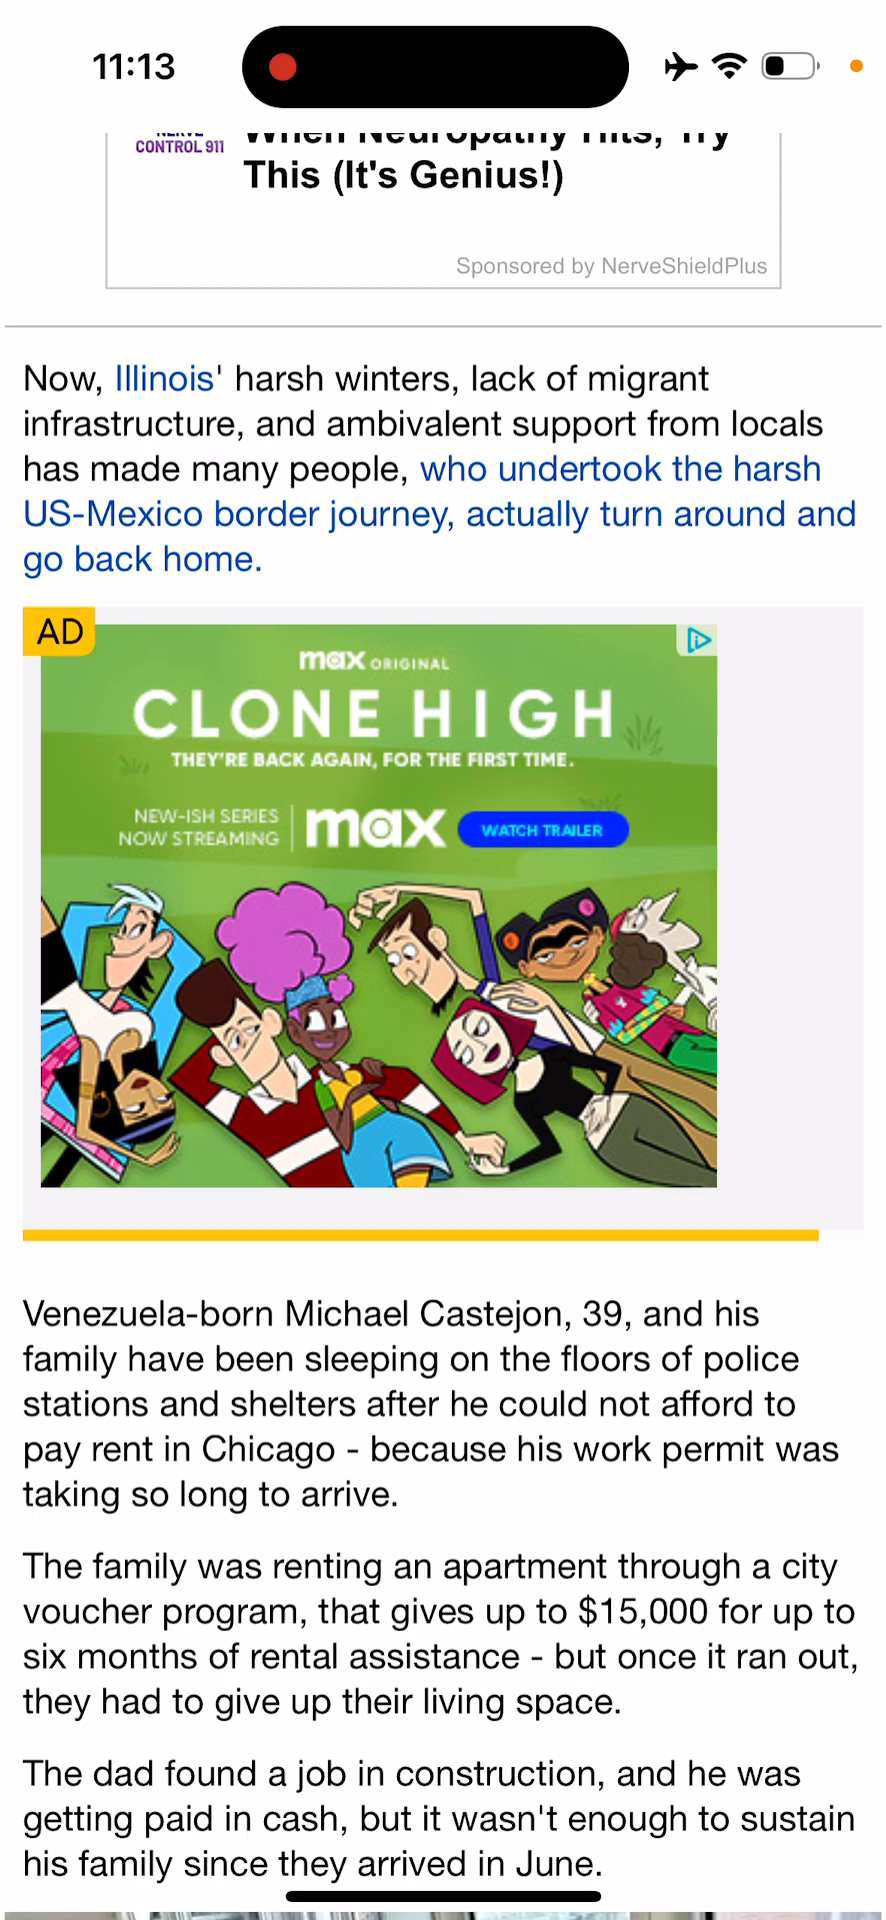 11:13
NERVE
CONTROL 911
When Neuropathy Hits, Try
This (It's Genius!)
Sponsored by NerveShieldPlus
Now, Illinois' harsh winters, lack of migrant
infrastructure, and ambivalent support from locals
has made many people, who undertook the harsh
US-Mexico border journey, actually turn around and
go back home.
AD
max ORIGINAL
CLONE HIGH
THEY'RE BACK AGAIN, FOR THE FIRST TIME.
NEW-ISH SERIES
NOW STREAMING
max
WATCH TRAILER
Venezuela-born Michael Castejon, 39, and his
family have been sleeping on the floors of police
stations and shelters after he could not afford to
pay rent in Chicago - because his work permit was
taking so long to arrive.
The family was renting an apartment through a city
voucher program, that gives up to $15,000 for up to
six months of rental assistance - but once it ran out,
they had to give up their living space.
The dad found a job in construction, and he was
getting paid in cash, but it wasn't enough to sustain
his family since they arrived in June.